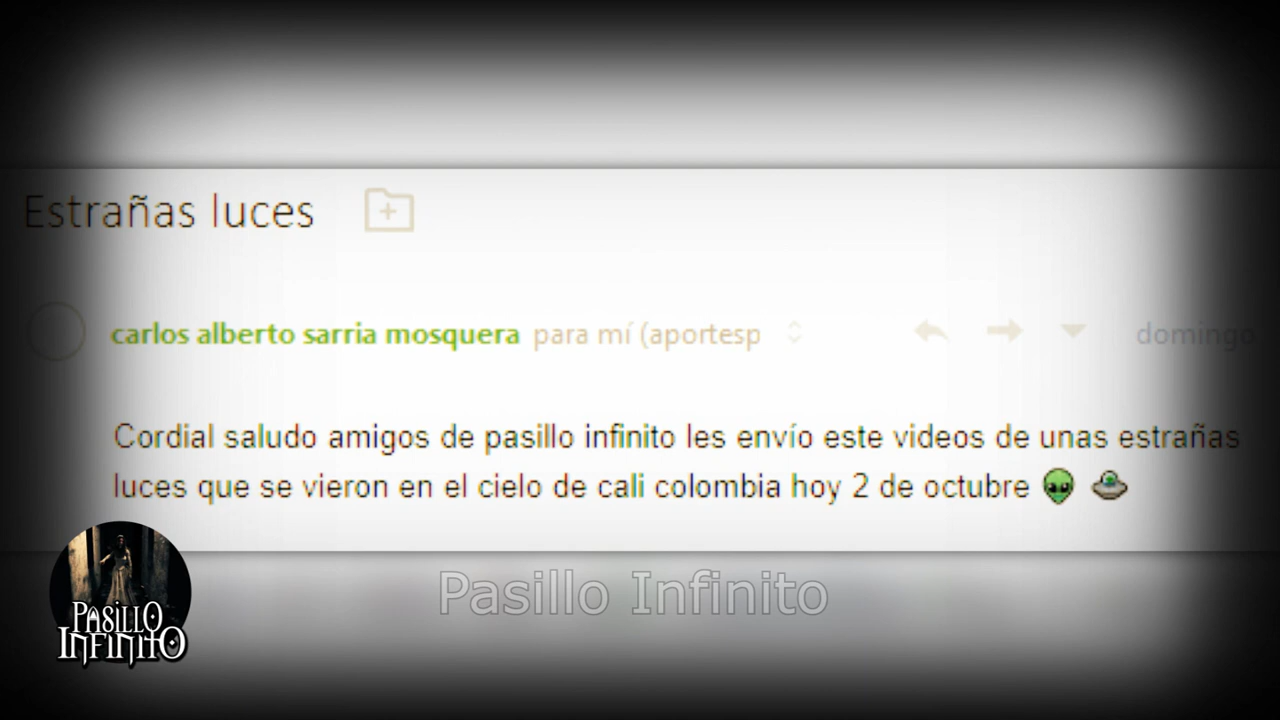 Estrañas luces
carlos alberto sarria mosquera para mí (aportesp domingo
Cordial saludo amigos de pasillo infinito les envío este videos de unas estrañas
luces que se vieron en el cielo de cali colombia hoy 2 de octubre 👽 🛸
Pasillo Infinito
PASILLO
INFINITO